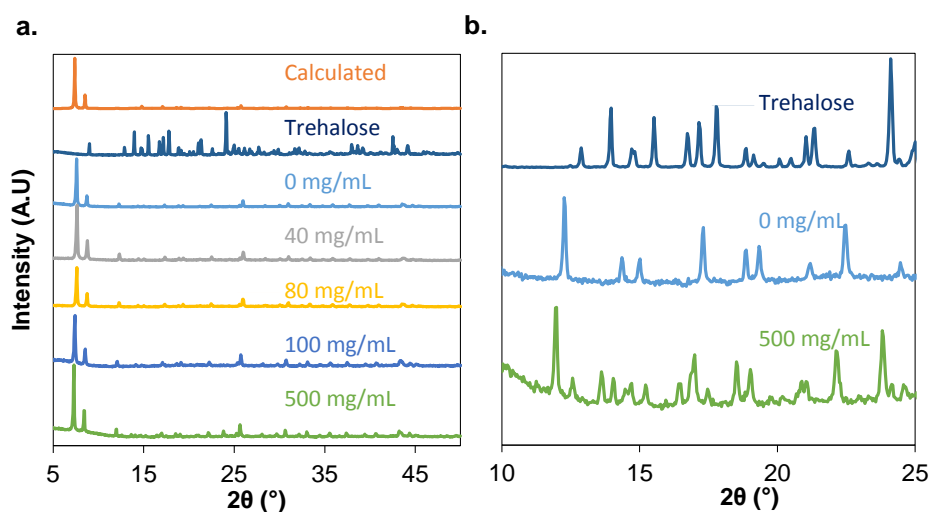 a.
Calculated
Trehalose
0 mg/mL
40 mg/mL
80 mg/mL
100 mg/mL
500 mg/mL
Intensity (A.U)
5 15 25 35 45
2θ (°)
b.
Trehalose
0 mg/mL
500 mg/mL
10 15 20 25
2θ (°)